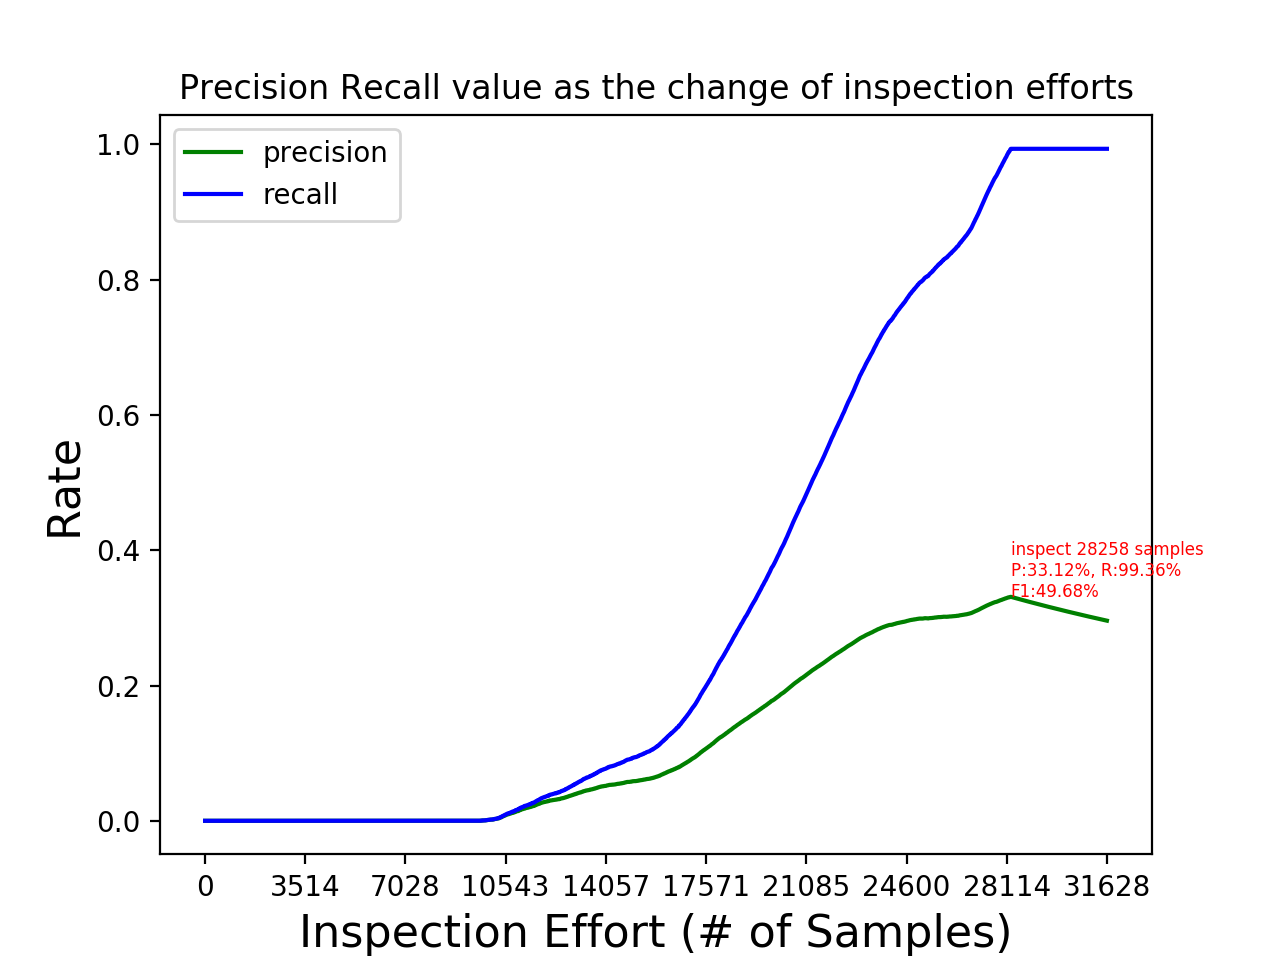 Precision Recall value as the change of inspection efforts
precision
recall
1.0
0.8
0.6
0.4
0.2
0.0
Rate
inspect 28258 samples
P:33.12%, R:99.36%
F1:49.68%
0 3514 7028 10543 14057 17571 21085 24600 28114 31628
Inspection Effort (# of Samples)